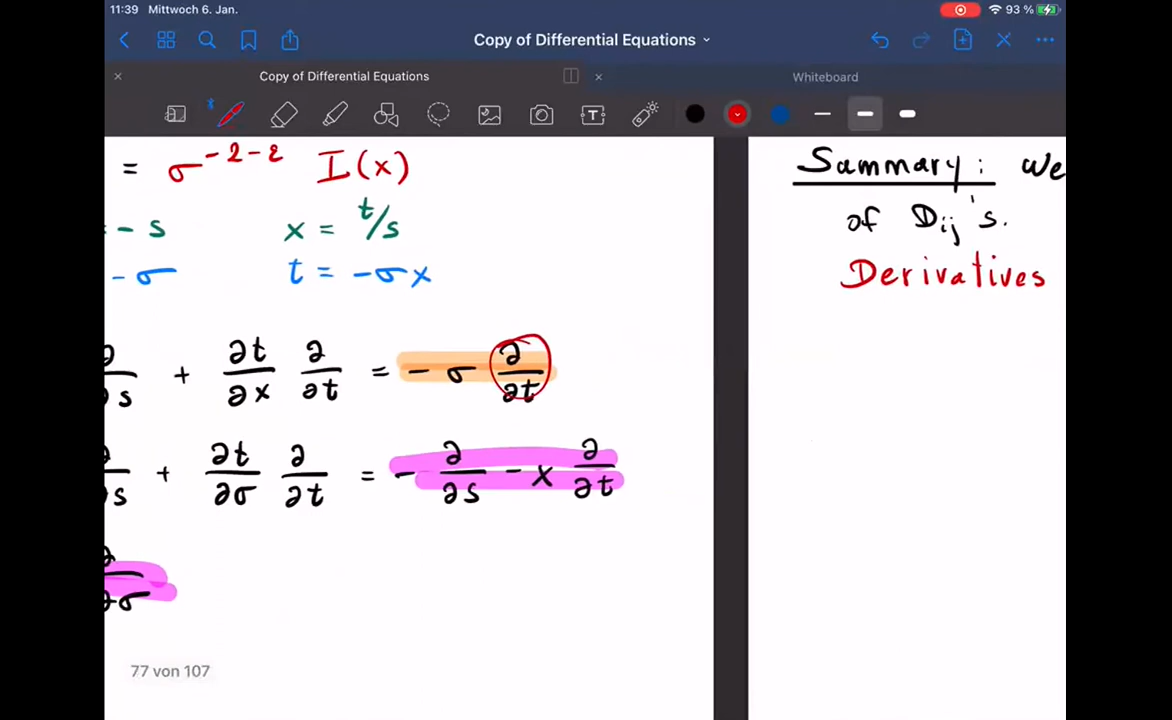 11:39 Mittwoch 6. Jan.
93 %
Copy of Differential Equations
Copy of Differential Equations
Whiteboard
= σ^{-2-ε} I(x)
= - s x = t/s
- σ t = -σx
∂/∂s + ∂t/∂x ∂/∂t = - σ ∂/∂t
∂/∂s + ∂t/∂σ ∂/∂t = - ∂/∂s - x ∂/∂t
∂/∂σ
77 von 107
Summary: We
of Dij's.
Derivatives